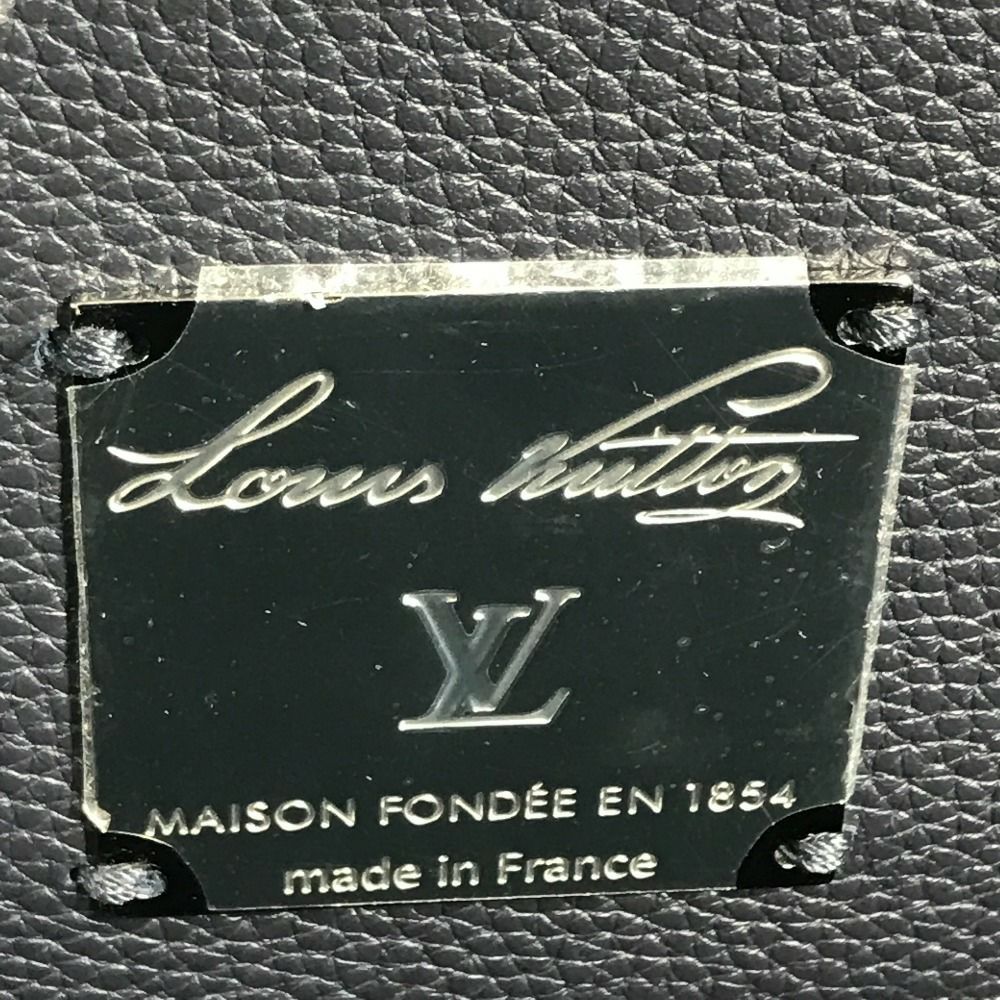 Louis Vuitton
LV
MAISON FONDÉE EN 1854
made in France